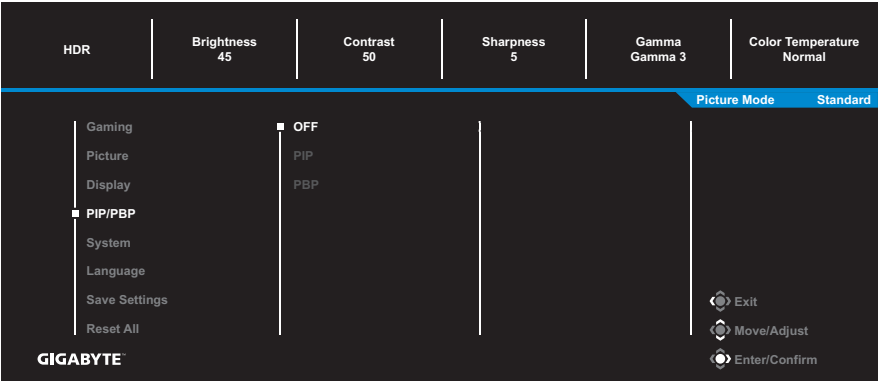 HDR
Brightness
45
Contrast
50
Sharpness
5
Gamma
Gamma 3
Color Temperature
Normal
Picture Mode Standard
Gaming
Picture
Display
PIP/PBP
System
Language
Save Settings
Reset All
OFF
PIP
PBP
Exit
Move/Adjust
Enter/Confirm
GIGABYTE™